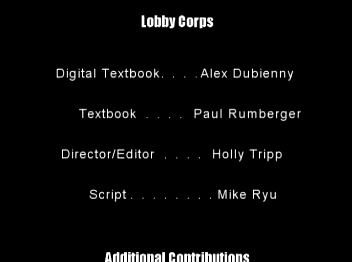 Lobby Corps
Digital Textbook. . . .Alex Dubienny
Textbook . . . . Paul Rumberger
Director/Editor . . . . Holly Tripp
Script. . . . . . . . Mike Ryu
Additional Contributions